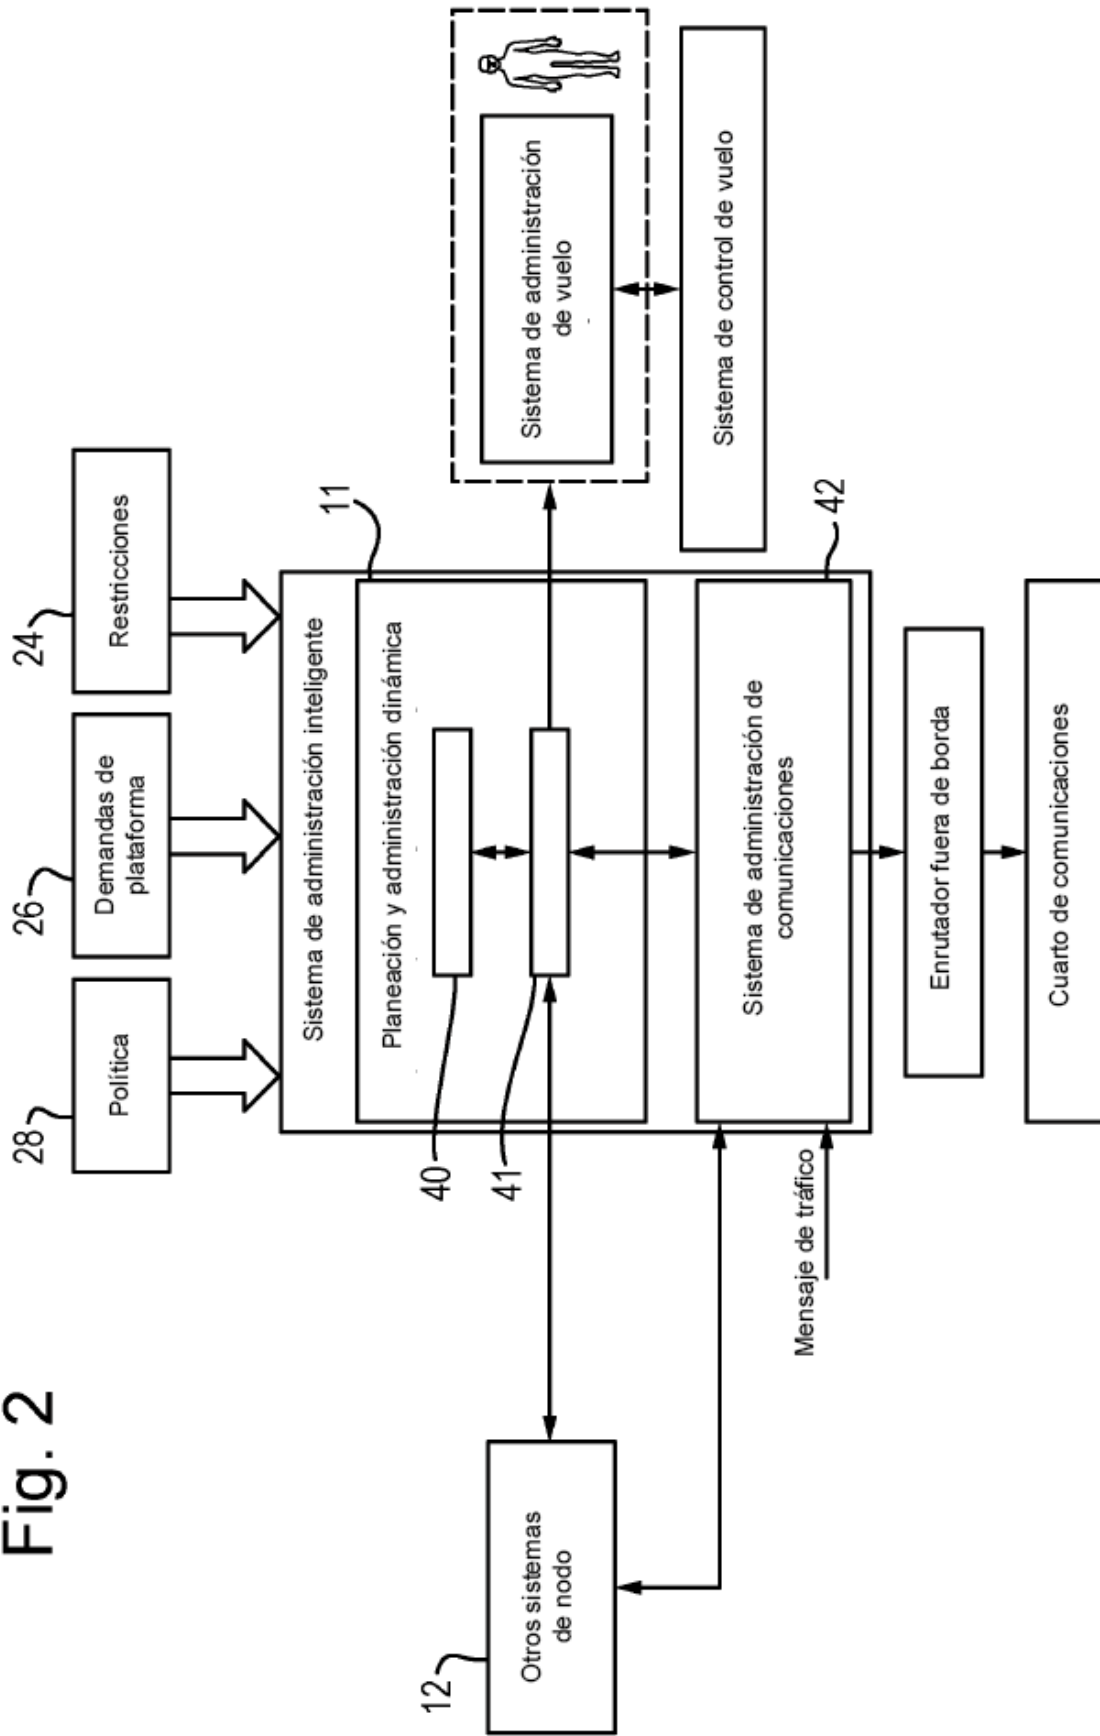 Fig. 2
28
Política
26
Demandas de
plataforma
24
Restricciones
Sistema de administración inteligente
11
Planeación y administración dinámica
40
41
Sistema de administración de
comunicaciones
42
Mensaje de tráfico
12
Otros sistemas
de nodo
Sistema de administración
de vuelo
Sistema de control de vuelo
Enrutador fuera de borda
Cuarto de comunicaciones